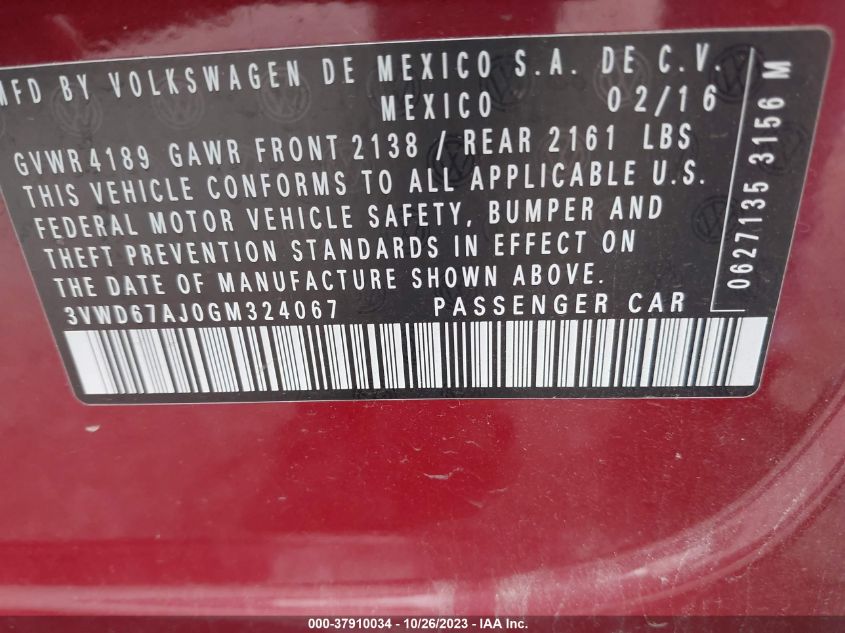 MFD BY VOLKSWAGEN DE MEXICO S.A. DE C.V.
MEXICO 02/16
GVWR 4189 GAWR FRONT 2138 / REAR 2161 LBS
THIS VEHICLE CONFORMS TO ALL APPLICABLE U.S.
FEDERAL MOTOR VEHICLE SAFETY, BUMPER AND
THEFT PREVENTION STANDARDS IN EFFECT ON
THE DATE OF MANUFACTURE SHOWN ABOVE.
3VWD67AJ0GM324067 PASSENGER CAR
0627135 3156 M
000-37910034 - 10/26/2023 - IAA Inc.